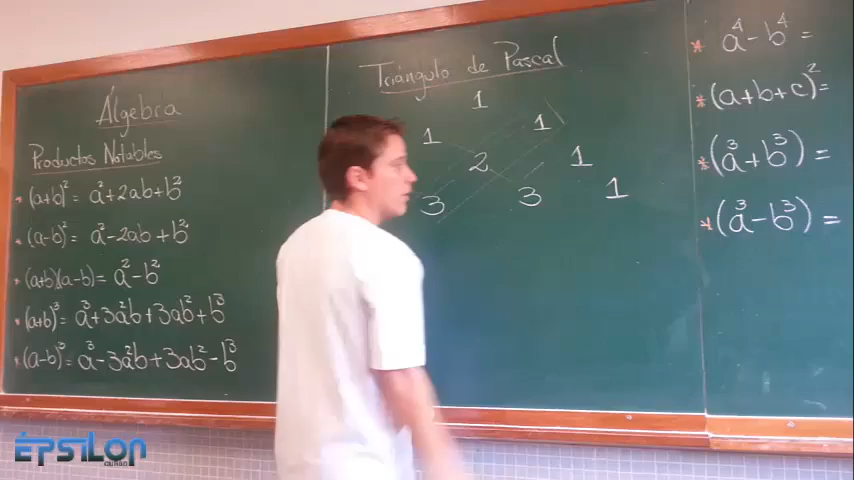 Álgebra
Productos Notables
* (a+b)² = a²+2ab+b²
* (a-b)² = a²-2ab+b²
* (a+b)(a-b) = a²-b²
* (a+b)³ = a³+3a²b+3ab²+b³
* (a-b)³ = a³-3a²b+3ab²-b³
Triángulo de Pascal
1
1 1
2 1
3 3 1
* a⁴-b⁴ =
* (a+b+c)² =
* (a³+b³) =
* (a³-b³) =
ÉPSILON
CURSO